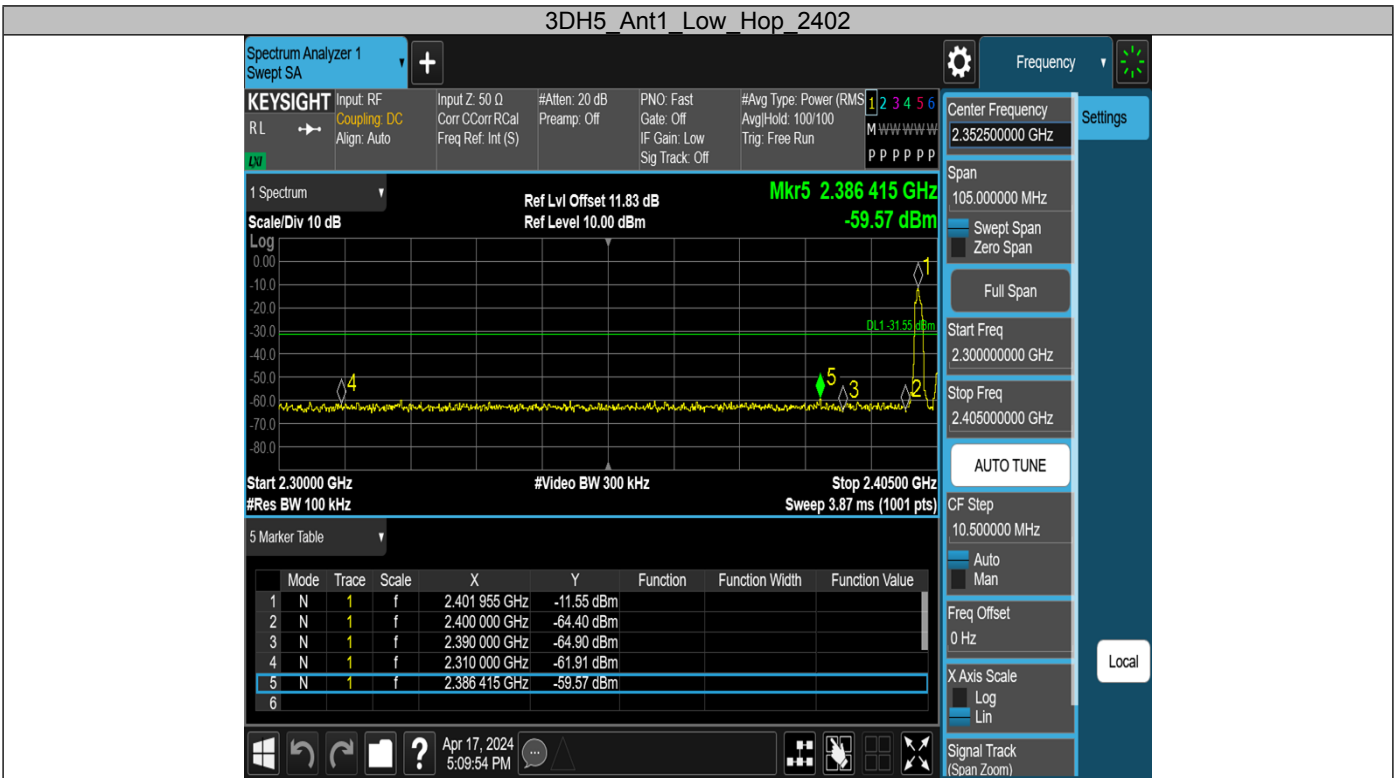 3DH5_Ant1_Low_Hop_2402
Spectrum Analyzer 1
Swept SA
+
Frequency
KEYSIGHT
R L
LXI
Input: RF
Coupling: DC
Align: Auto
Input Z: 50 Ω
Corr CCorr RCal
Freq Ref: Int (S)
#Atten: 20 dB
Preamp: Off
PNO: Fast
Gate: Off
IF Gain: Low
Sig Track: Off
#Avg Type: Power (RMS
Avg|Hold: 100/100
Trig: Free Run
1 2 3 4 5 6
M W W W W W
P P P P P P
1 Spectrum
Scale/Div 10 dB
Ref Lvl Offset 11.83 dB
Ref Level 10.00 dBm
Mkr5 2.386 415 GHz
-59.57 dBm
Log
0.00
-10.0
-20.0
-30.0
-40.0
-50.0
-60.0
-70.0
-80.0
1
DL1 -31.55 dBm
4
5
3
2
Start 2.30000 GHz
#Video BW 300 kHz
Stop 2.40500 GHz
#Res BW 100 kHz
Sweep 3.87 ms (1001 pts)
5 Marker Table
Mode Trace Scale X Y Function Function Width Function Value
1 N 1 f 2.401 955 GHz -11.55 dBm
2 N 1 f 2.400 000 GHz -64.40 dBm
3 N 1 f 2.390 000 GHz -64.90 dBm
4 N 1 f 2.310 000 GHz -61.91 dBm
5 N 1 f 2.386 415 GHz -59.57 dBm
6
?
Apr 17, 2024
5:09:54 PM
Center Frequency
2.352500000 GHz
Settings
Span
105.000000 MHz
Swept Span
Zero Span
Full Span
Start Freq
2.300000000 GHz
Stop Freq
2.405000000 GHz
AUTO TUNE
CF Step
10.500000 MHz
Auto
Man
Freq Offset
0 Hz
Local
X Axis Scale
Log
Lin
Signal Track
(Span Zoom)